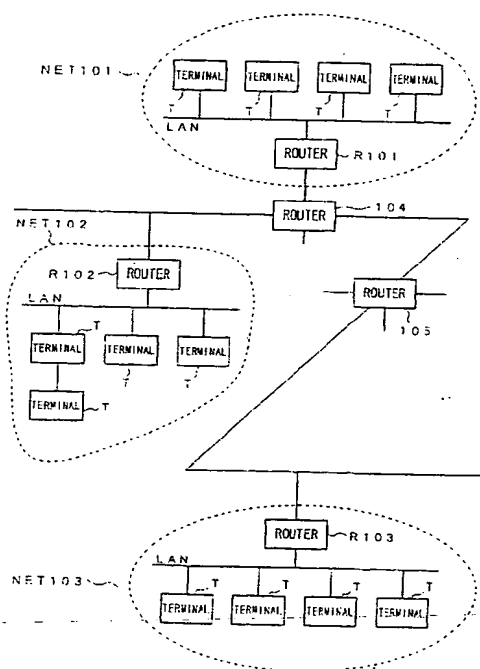 NET101
TERMINAL TERMINAL TERMINAL TERMINAL
T T T T
LAN
ROUTER R101
ROUTER 104
NET102
R102 ROUTER
ROUTER
105
LAN
T
TERMINAL TERMINAL TERMINAL
T T
TERMINAL T
ROUTER R103
LAN
T T T T
NET103
TERMINAL TERMINAL TERMINAL TERMINAL